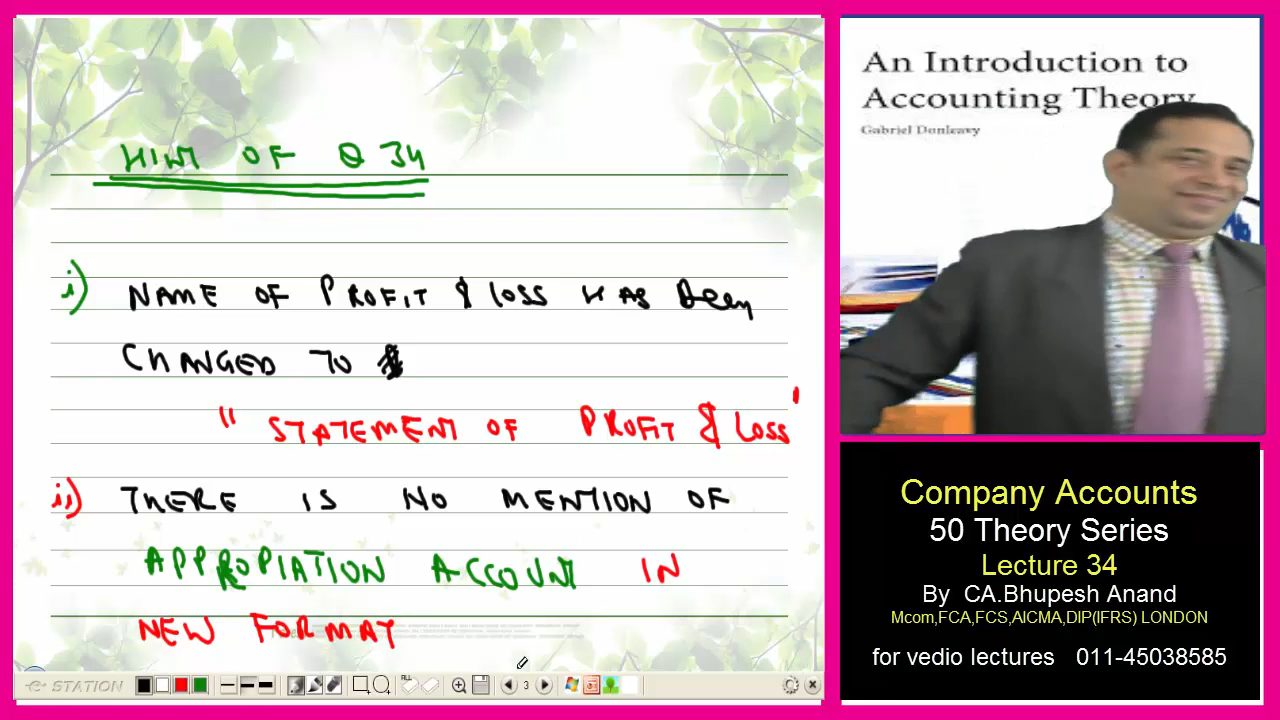 HINT OF Q 34
i) NAME OF PROFIT & LOSS HAS Been
CHANGED TO
" STATEMENT OF PROFIT & LOSS "
ii) THERE IS NO MENTION OF
APPROPIATION ACCOUNT IN
NEW FORMAT
e-STATION
ALL
3
An Introduction to
Accounting Theory
Gabriel Donleavy
Company Accounts
50 Theory Series
Lecture 34
By CA.Bhupesh Anand
Mcom,FCA,FCS,AICMA,DIP(IFRS) LONDON
for vedio lectures 011-45038585